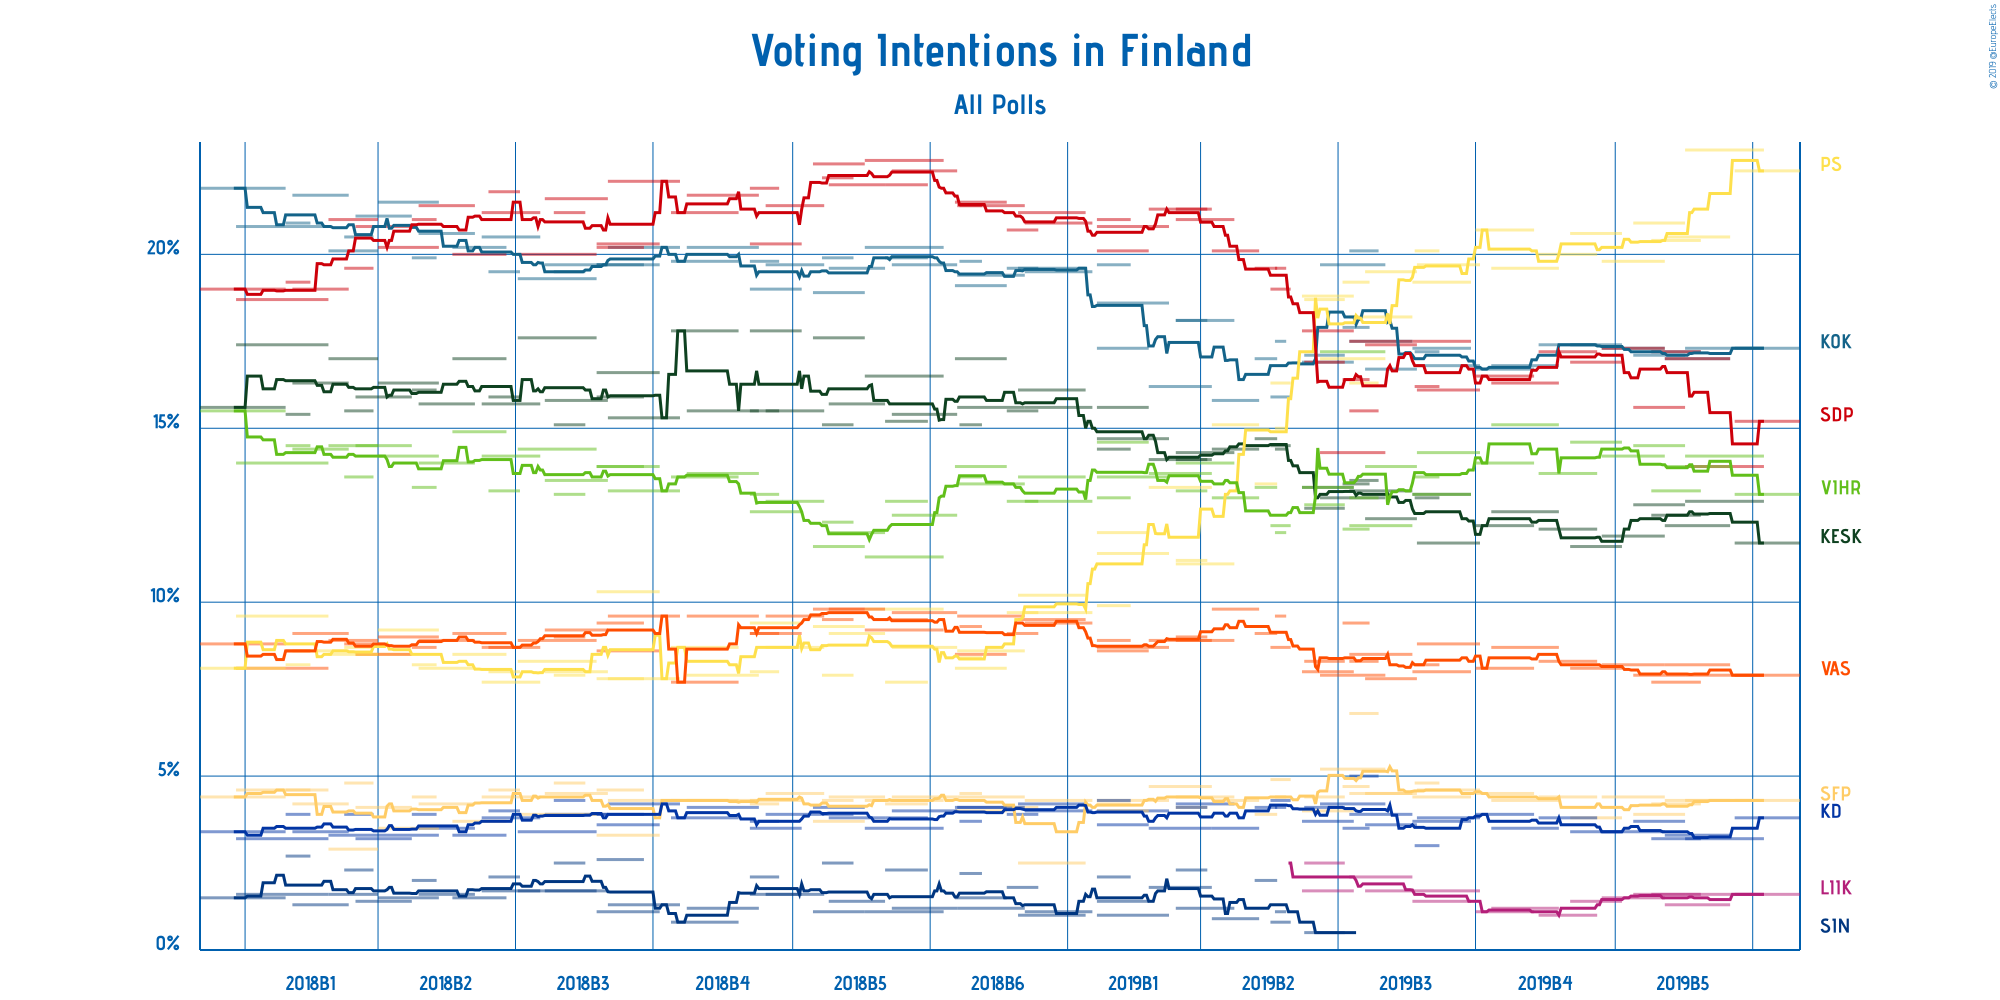 Voting Intentions in Finland
All Polls
© 2019 @EuropeElects
20%
15%
10%
5%
0%
PS
KOK
SDP
VIHR
KESK
VAS
SFP
KD
LIIK
SIN
2018B1 2018B2 2018B3 2018B4 2018B5 2018B6 2019B1 2019B2 2019B3 2019B4 2019B5